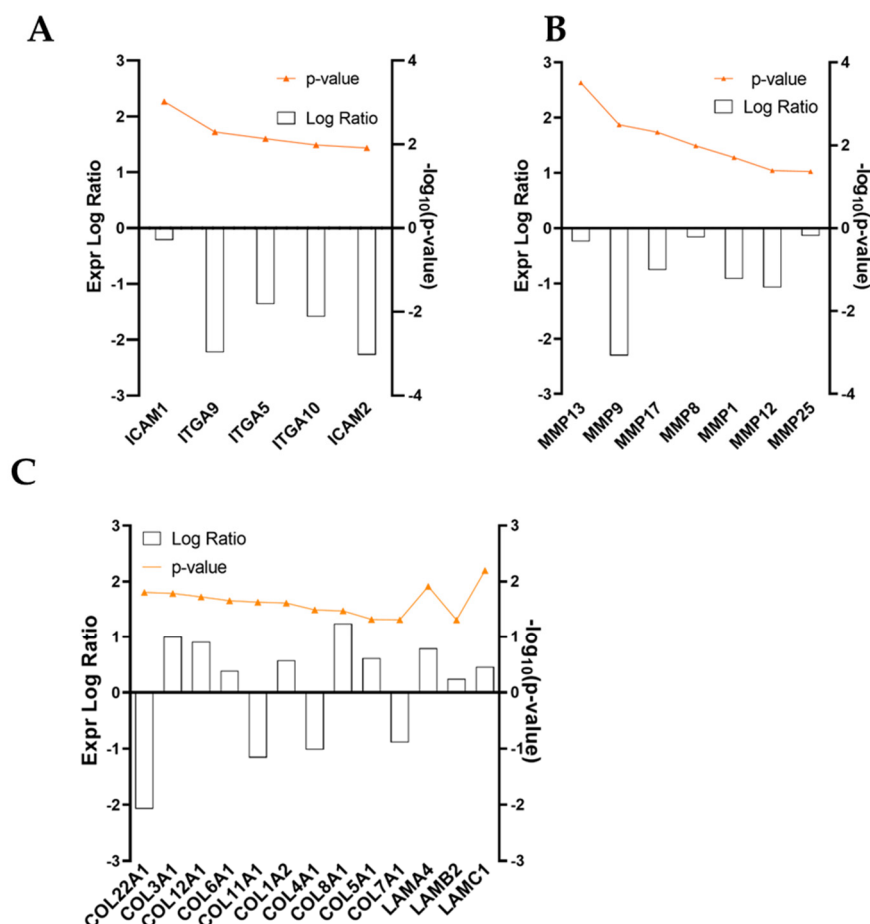 A
3
2
1
0
-1
-2
-3
Expr Log Ratio
p-value
Log Ratio
4
2
0
-2
-4
-log10(p-value)
ICAM1
ITGA9
ITGA5
ITGA10
ICAM2
B
3
2
1
0
-1
-2
-3
Expr Log Ratio
p-value
Log Ratio
4
2
0
-2
-4
-log10(p-value)
MMP13
MMP9
MMP17
MMP8
MMP1
MMP12
MMP25
C
3
2
1
0
-1
-2
-3
Expr Log Ratio
Log Ratio
p-value
3
2
1
0
-1
-2
-3
-log10(p-value)
COL22A1
COL3A1
COL12A1
COL6A1
COL11A1
COL1A2
COL4A1
COL8A1
COL5A1
COL7A1
LAMA4
LAMB2
LAMC1